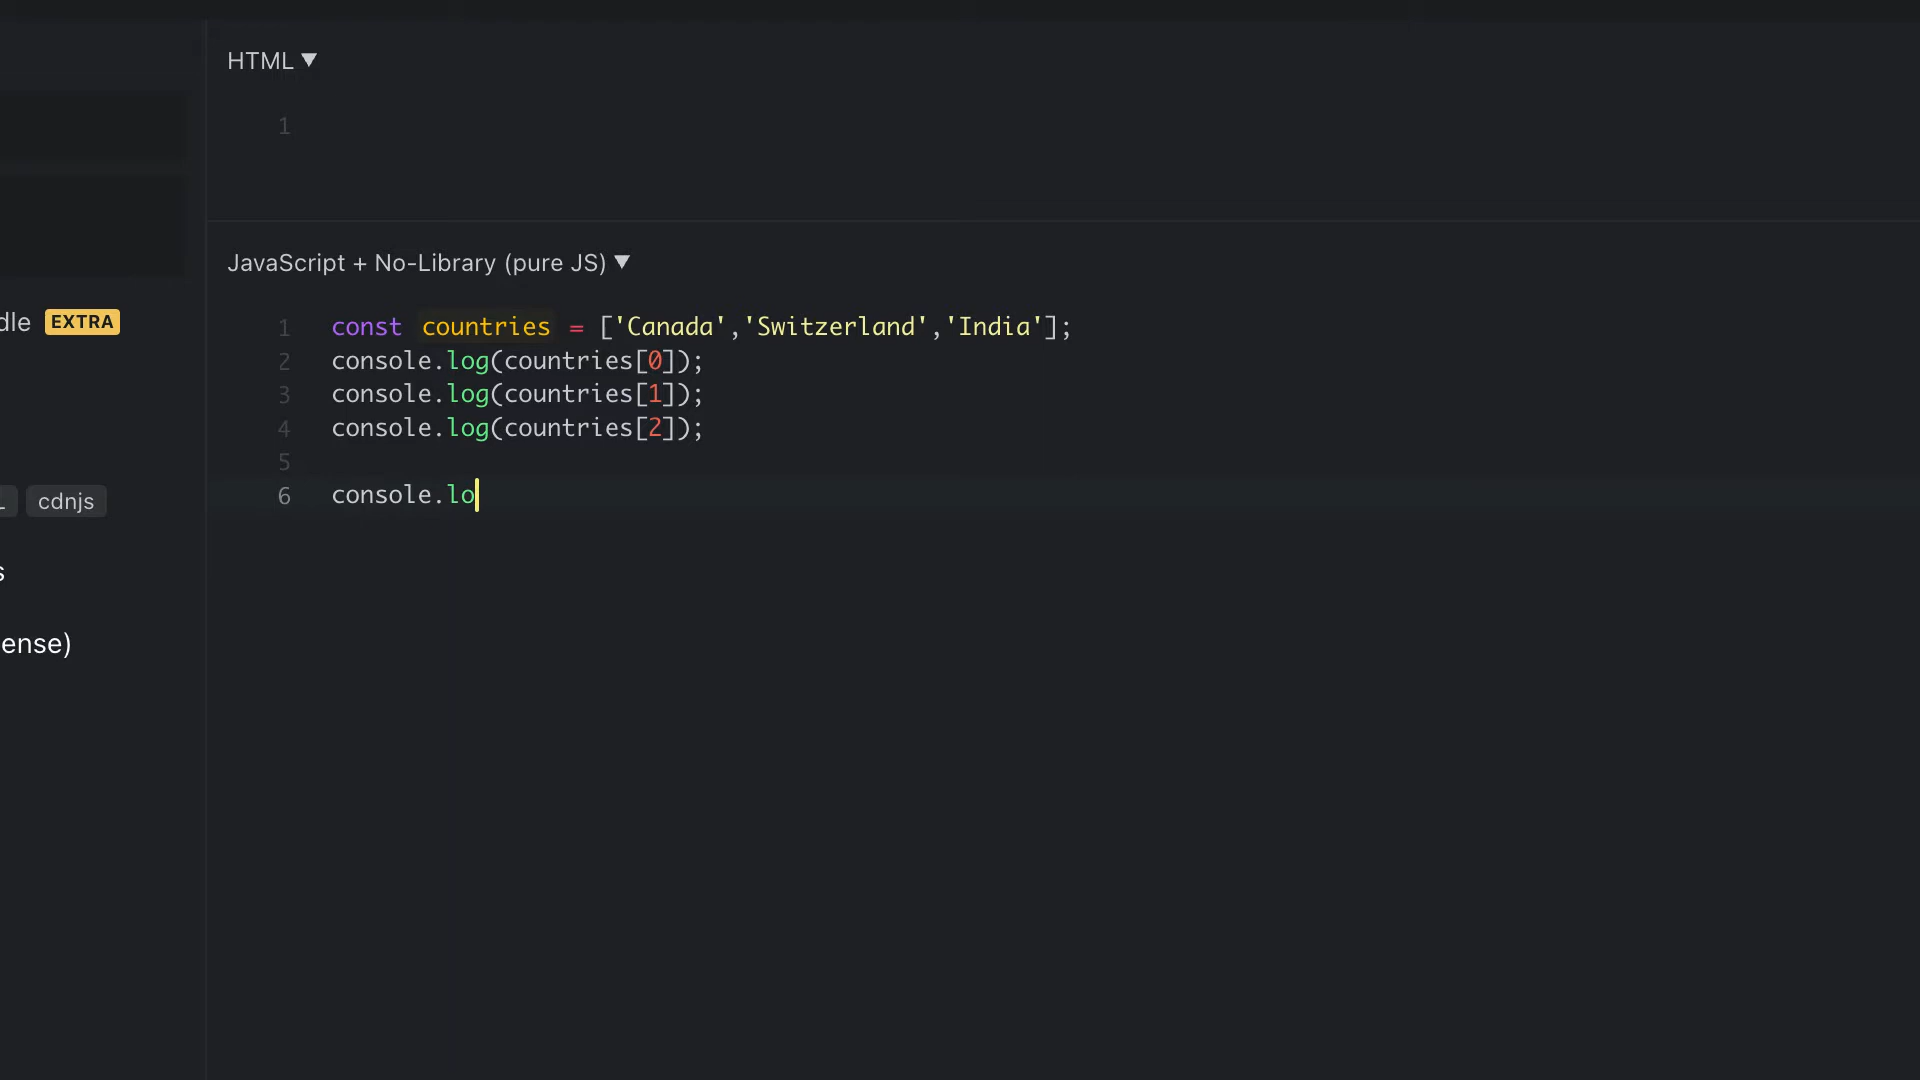 HTML ▼
1
JavaScript + No-Library (pure JS) ▼
1 const countries = ['Canada','Switzerland','India'];
2 console.log(countries[0]);
3 console.log(countries[1]);
4 console.log(countries[2]);
5
6 console.lo
dle EXTRA
cdnjs
s
ense)